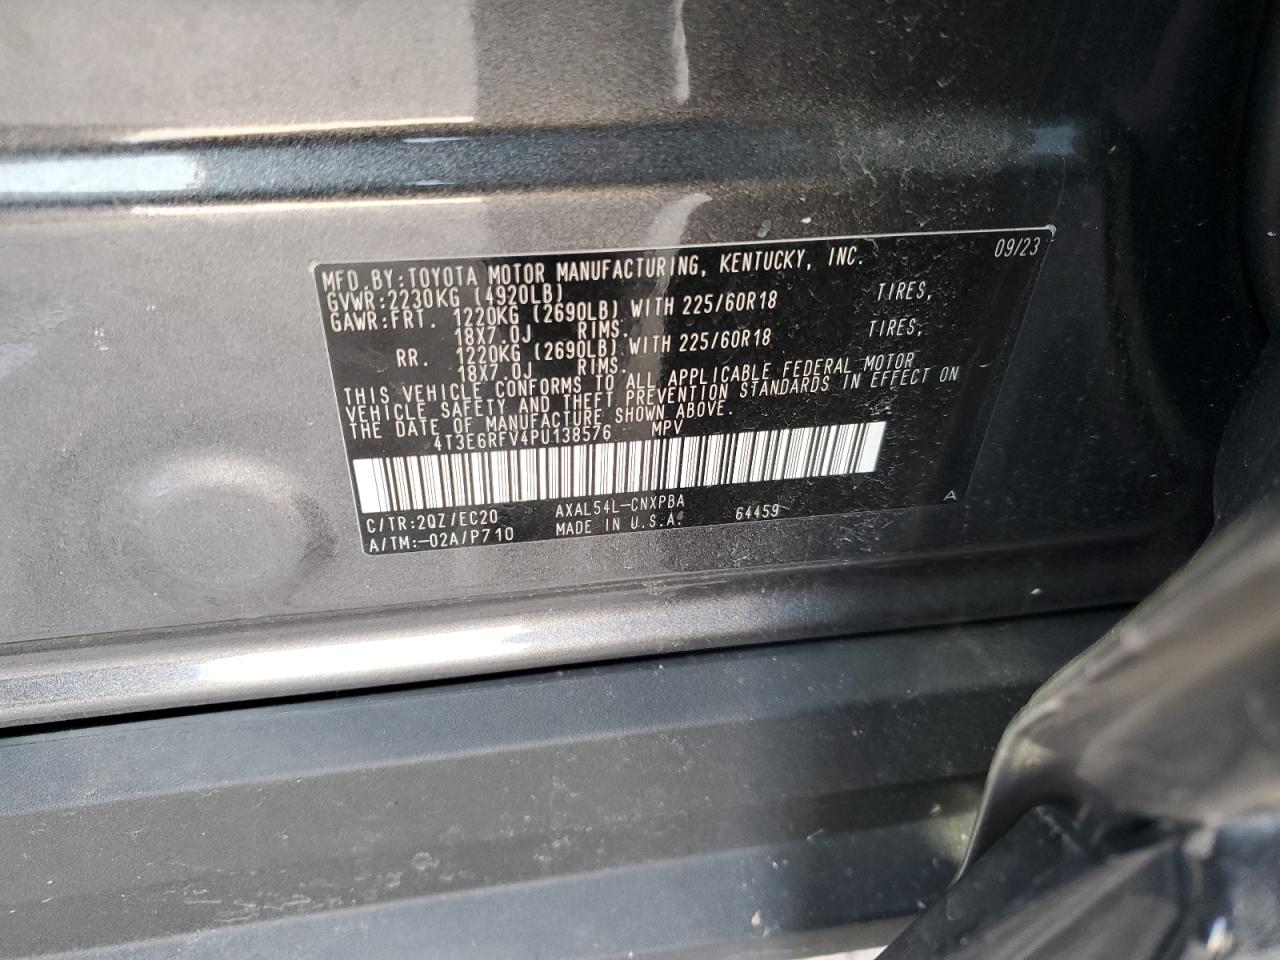 09/23
MFD.BY:TOYOTA MOTOR MANUFACTURING, KENTUCKY, INC.
GVWR:2230KG (4920LB)
GAWR:FRT. 1220KG (2690LB) WITH 225/60R18 TIRES,
18X7.0J RIMS.
RR. 1220KG (2690LB) WITH 225/60R18 TIRES,
18X7.0J RIMS.
THIS VEHICLE CONFORMS TO ALL APPLICABLE FEDERAL MOTOR
VEHICLE SAFETY AND THEFT PREVENTION STANDARDS IN EFFECT ON
THE DATE OF MANUFACTURE SHOWN ABOVE.
4T3E6RFV4PU138576 MPV
C/TR:2QZ/EC20 AXAL54L-CNXPBA A
A/TM:-02A/P710 MADE IN U.S.A. 64459